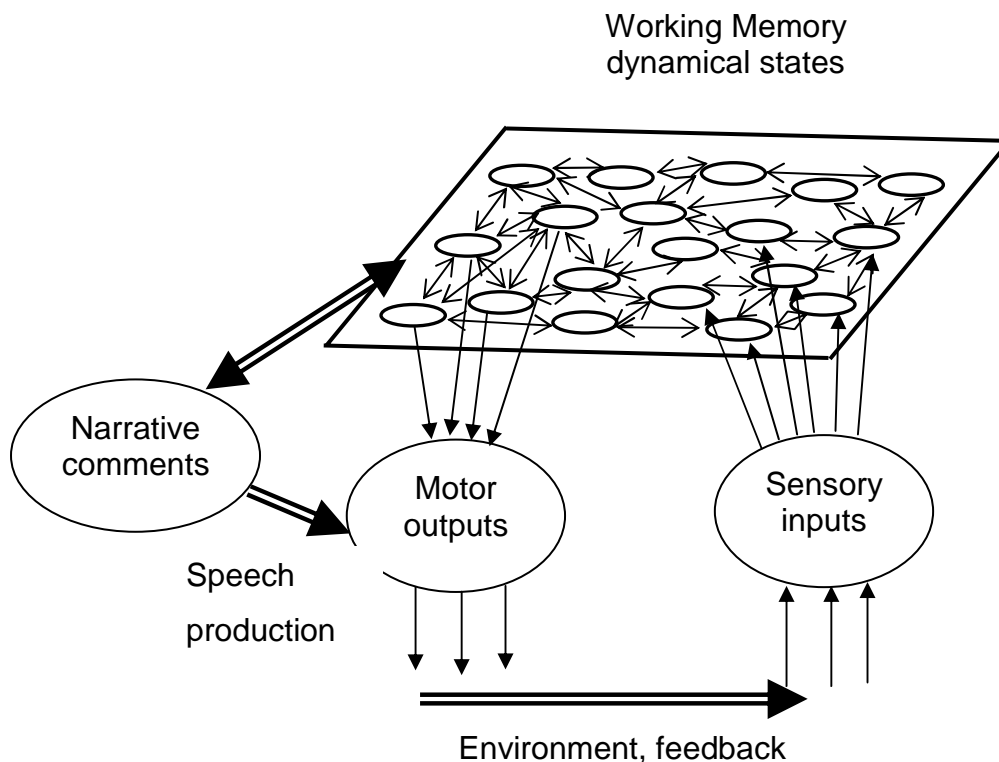 Working Memory
dynamical states
Narrative
comments
Motor
outputs
Sensory
inputs
Speech
production
Environment, feedback